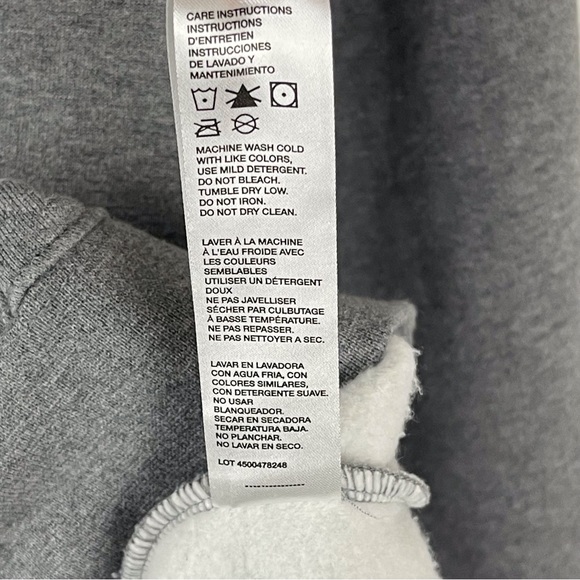 CARE INSTRUCTIONS
INSTRUCTIONS
D'ENTRETIEN
INSTRUCCIONES
DE LAVADO Y
MANTENIMIENTO
MACHINE WASH COLD
WITH LIKE COLORS,
USE MILD DETERGENT.
DO NOT BLEACH.
TUMBLE DRY LOW.
DO NOT IRON.
DO NOT DRY CLEAN.
LAVER À LA MACHINE
À L'EAU FROIDE AVEC
LES COULEURS
SEMBLABLES
UTILISER UN DÉTERGENT
DOUX
NE PAS JAVELLISER
SÉCHER PAR CULBUTAGE
À BASSE TEMPÉRATURE.
NE PAS REPASSER.
NE PAS NETTOYER A SEC.
LAVAR EN LAVADORA
CON AGUA FRIA, CON
COLORES SIMILARES,
CON DETERGENTE SUAVE.
NO USAR
BLANQUEADOR.
SECAR EN SECADORA
TEMPERATURA BAJA.
NO PLANCHAR.
NO LAVAR EN SECO.
LOT 4500478248